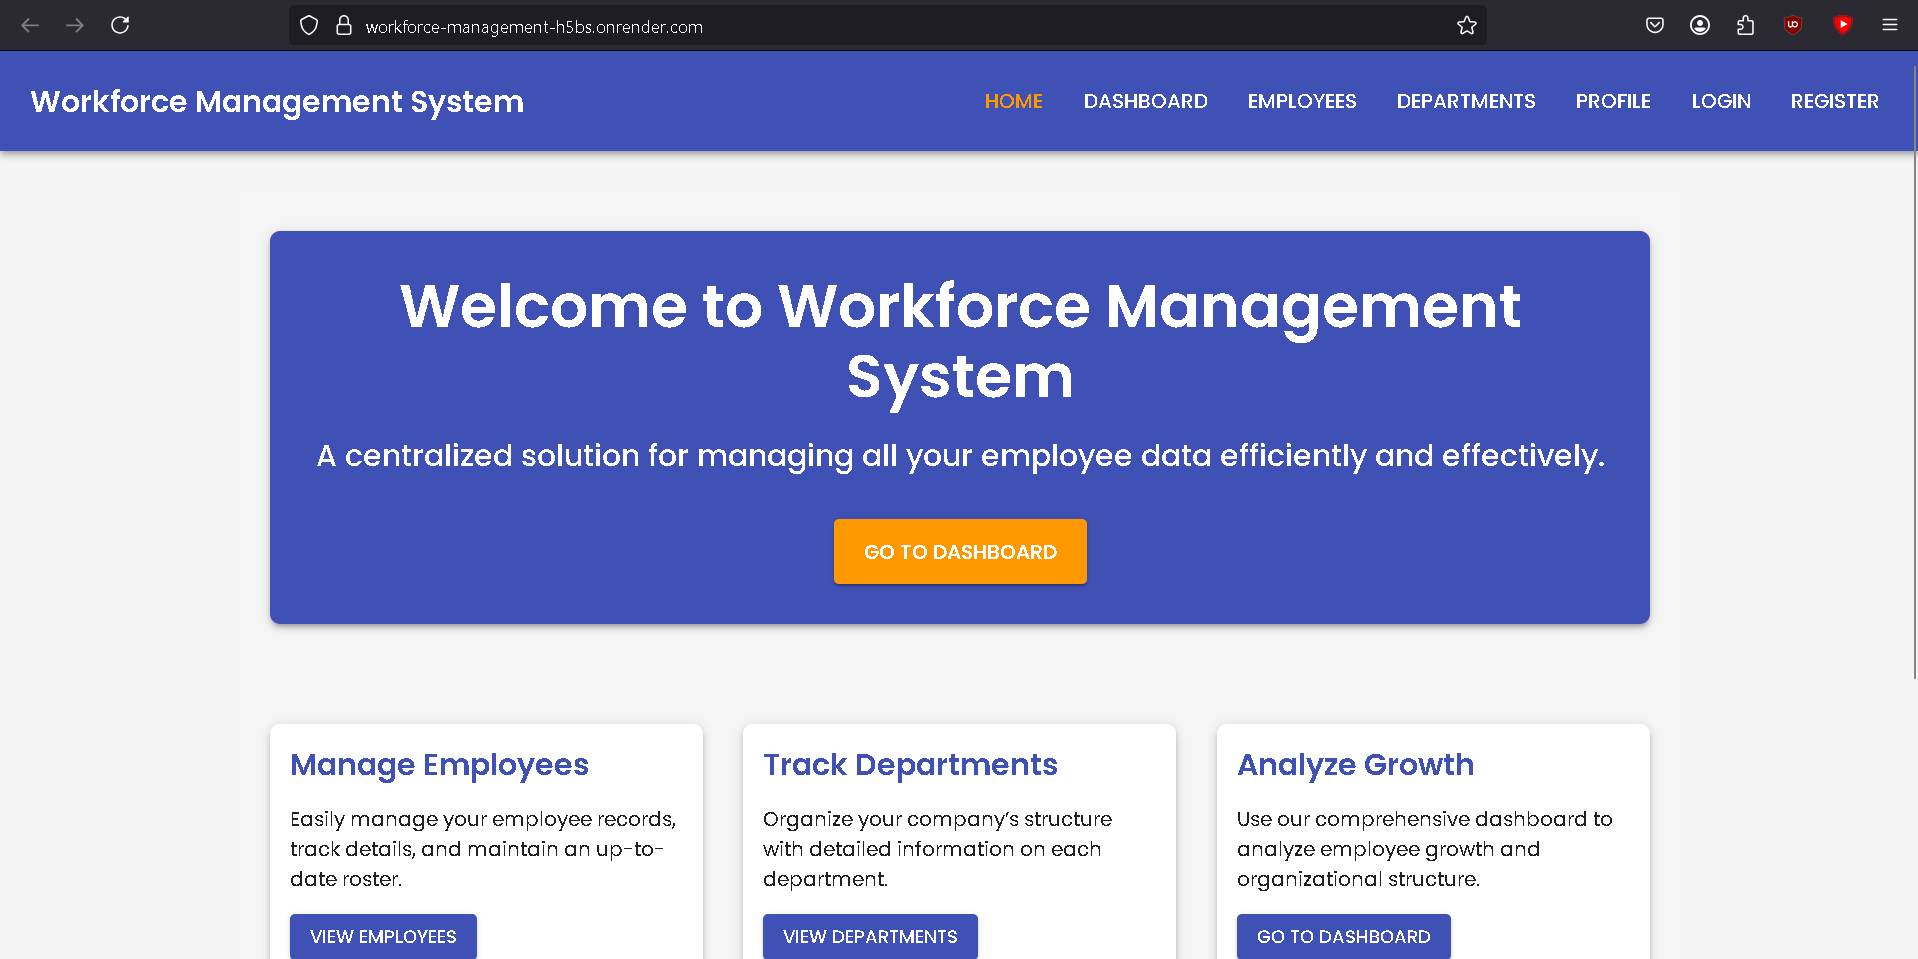 workforce-management-h5bs.onrender.com
Workforce Management System
HOME DASHBOARD EMPLOYEES DEPARTMENTS PROFILE LOGIN REGISTER
Welcome to Workforce Management
System
A centralized solution for managing all your employee data efficiently and effectively.
GO TO DASHBOARD
Manage Employees
Easily manage your employee records,
track details, and maintain an up-to-
date roster.
VIEW EMPLOYEES
Track Departments
Organize your company’s structure
with detailed information on each
department.
VIEW DEPARTMENTS
Analyze Growth
Use our comprehensive dashboard to
analyze employee growth and
organizational structure.
GO TO DASHBOARD